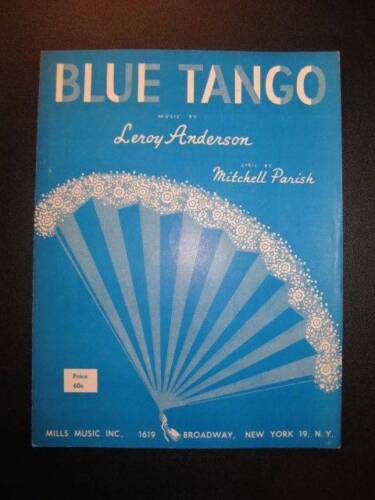 BLUE TANGO
MUSIC BY
Leroy Anderson
LYRIC BY
Mitchell Parish
Price
60c
MILLS MUSIC INC., 1619 BROADWAY, NEW YORK 19, N. Y.